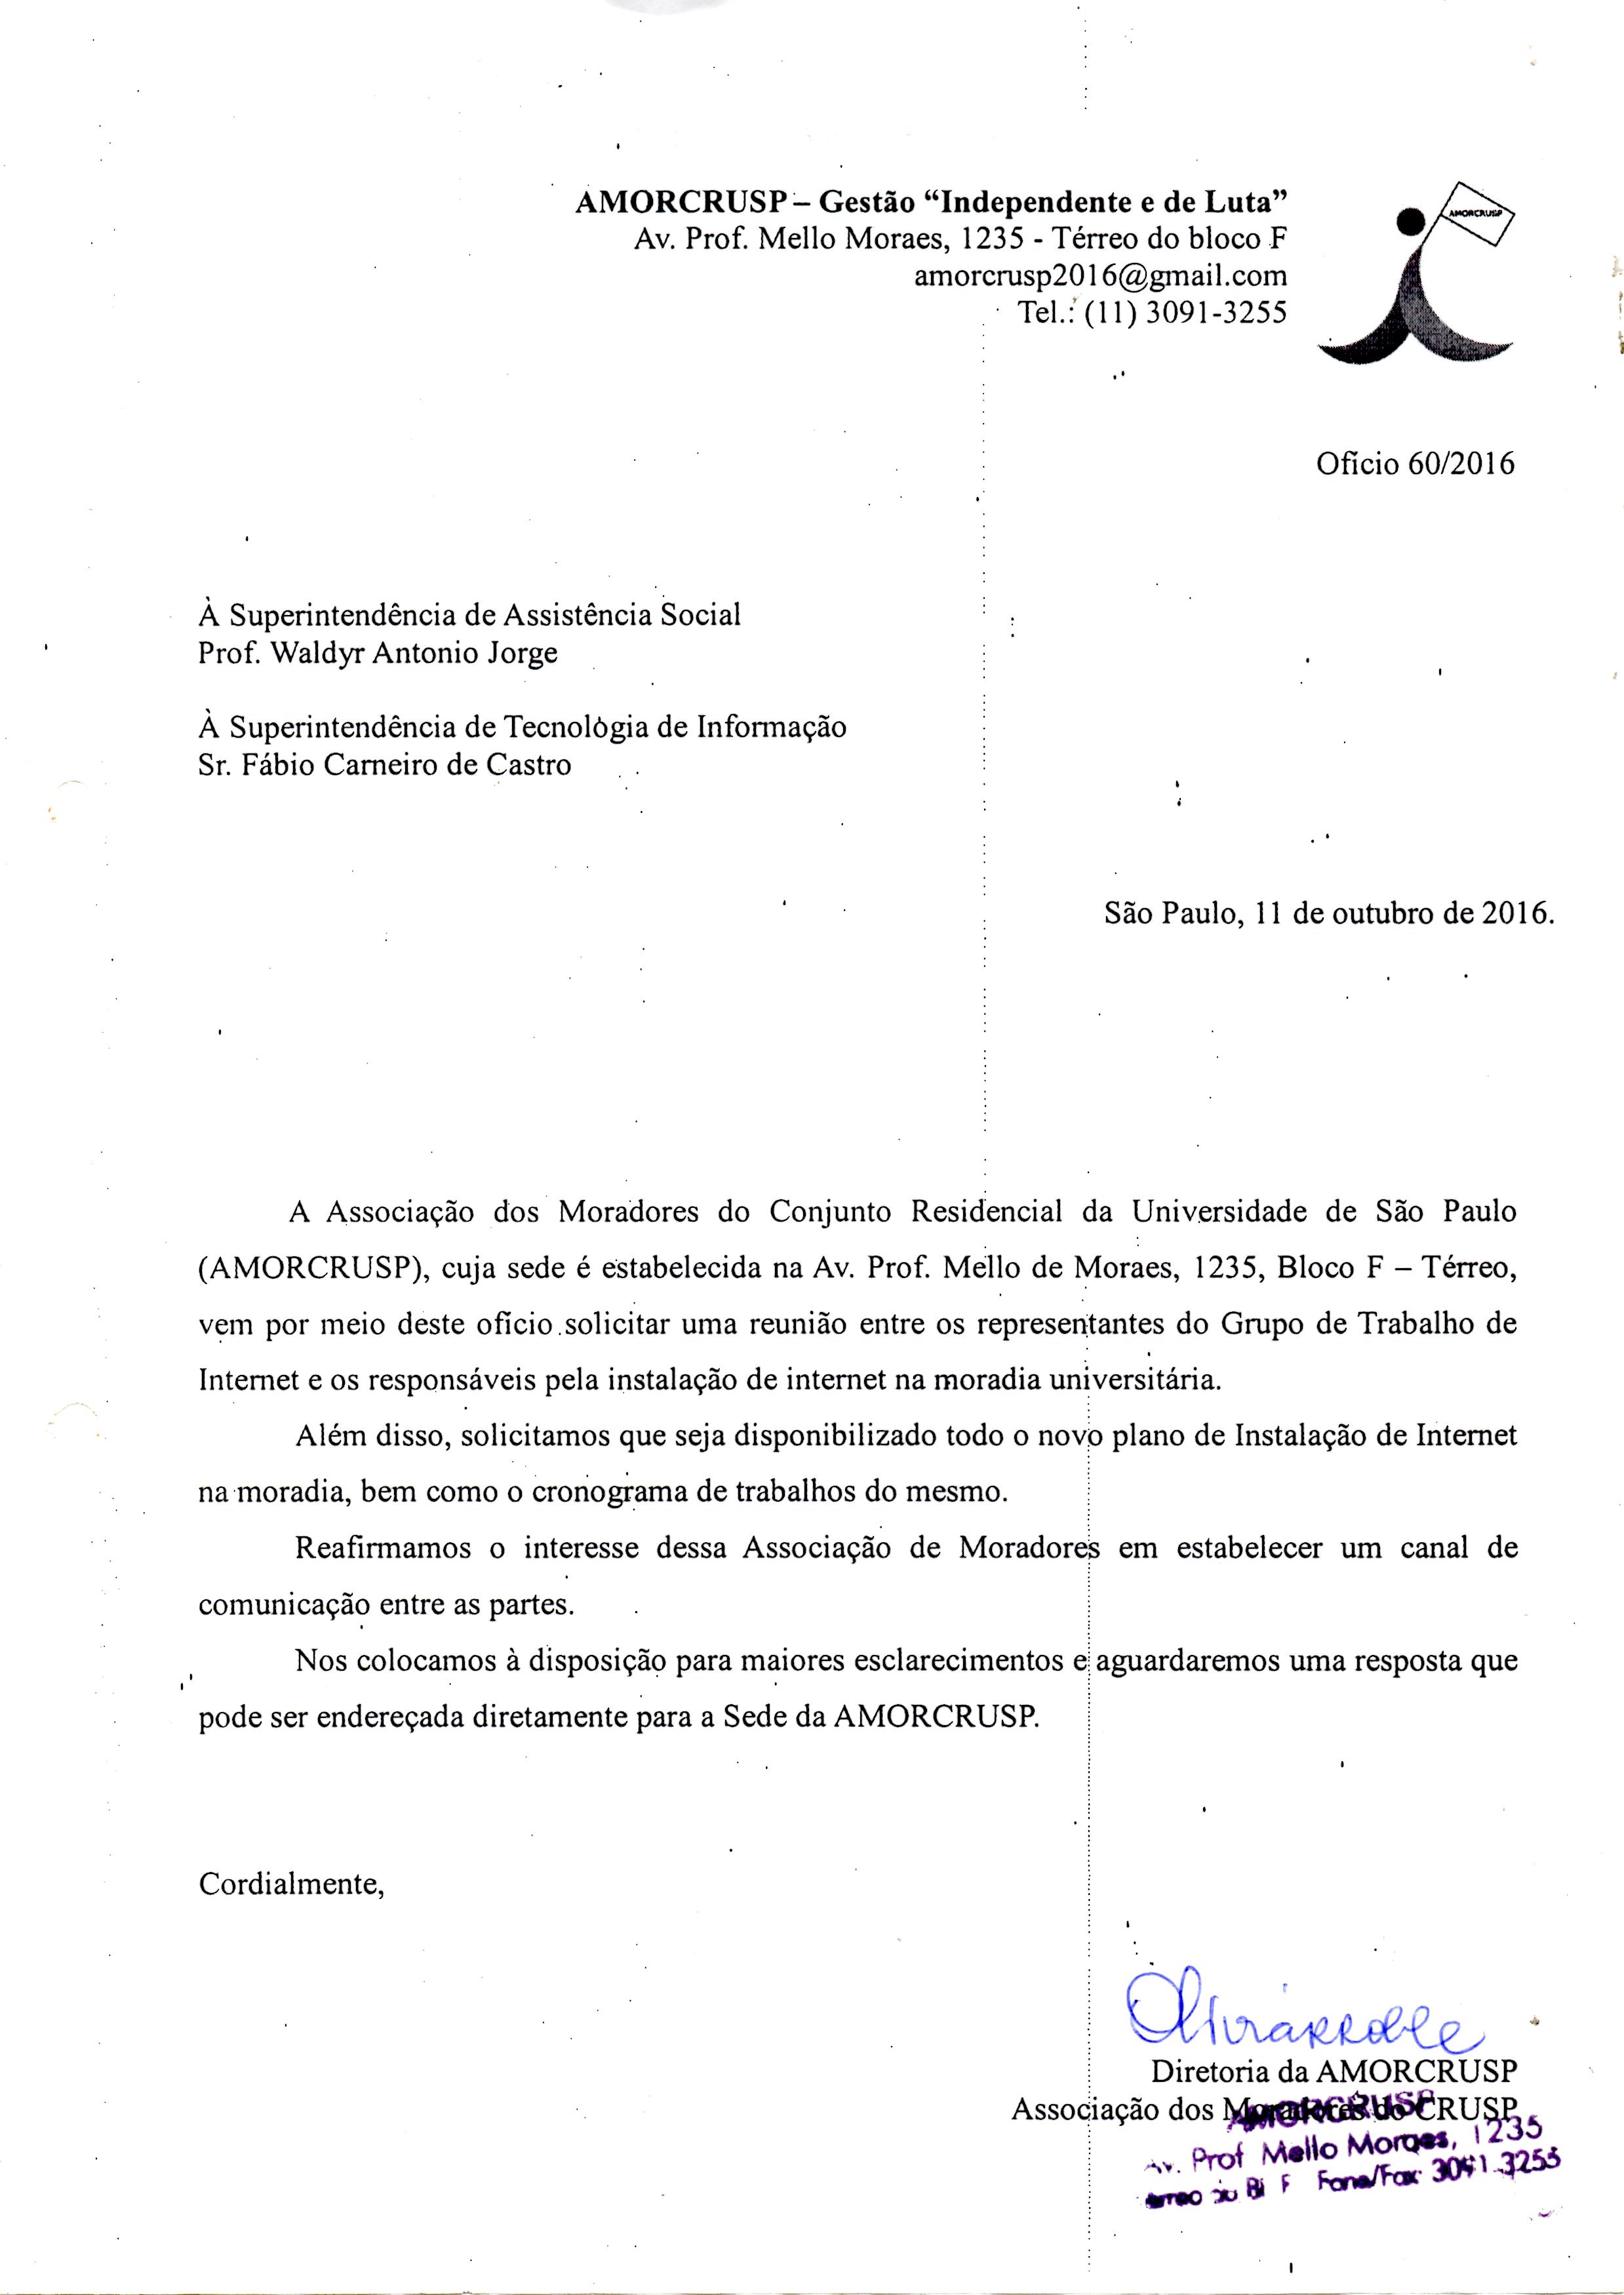 AMORCRUSP – Gestão “Independente e de Luta”
Av. Prof. Mello Moraes, 1235 - Térreo do bloco F
amorcrusp2016@gmail.com
Tel.: (11) 3091-3255
AMORCRUSP
Ofício 60/2016
À Superintendência de Assistência Social
Prof. Waldyr Antonio Jorge
À Superintendência de Tecnologia de Informação
Sr. Fábio Carneiro de Castro
São Paulo, 11 de outubro de 2016.
A Associação dos Moradores do Conjunto Residencial da Universidade de São Paulo
(AMORCRUSP), cuja sede é estabelecida na Av. Prof. Mello de Moraes, 1235, Bloco F – Térreo,
vem por meio deste ofício solicitar uma reunião entre os representantes do Grupo de Trabalho de
Internet e os responsáveis pela instalação de internet na moradia universitária.
Além disso, solicitamos que seja disponibilizado todo o novo plano de Instalação de Internet
na moradia, bem como o cronograma de trabalhos do mesmo.
Reafirmamos o interesse dessa Associação de Moradores em estabelecer um canal de
comunicação entre as partes.
Nos colocamos à disposição para maiores esclarecimentos e aguardaremos uma resposta que
pode ser endereçada diretamente para a Sede da AMORCRUSP.
Cordialmente,
Diretoria da AMORCRUSP
Associação dos Moradores do CRUSP
AMORCRUSP
Av. Prof Mello Moraes, 1235
Bl F Fone/Fax 3091-3255